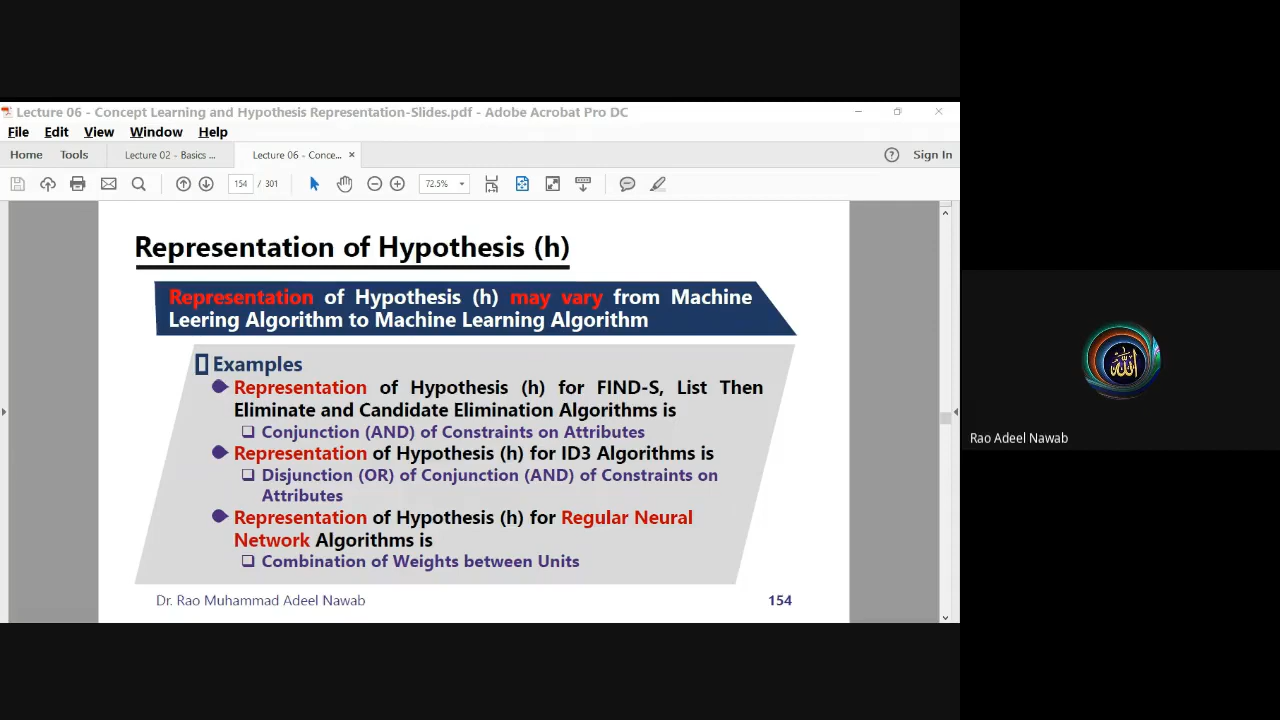 Lecture 06 - Concept Learning and Hypothesis Representation-Slides.pdf - Adobe Acrobat Pro DC
File Edit View Window Help
Home Tools Lecture 02 - Basics ... Lecture 06 - Conce... × Sign In
154 / 301 72.5%
Representation of Hypothesis (h)
Representation of Hypothesis (h) may vary from Machine
Leering Algorithm to Machine Learning Algorithm
Examples
Representation of Hypothesis (h) for FIND-S, List Then
Eliminate and Candidate Elimination Algorithms is
Conjunction (AND) of Constraints on Attributes
Representation of Hypothesis (h) for ID3 Algorithms is
Disjunction (OR) of Conjunction (AND) of Constraints on
Attributes
Representation of Hypothesis (h) for Regular Neural
Network Algorithms is
Combination of Weights between Units
Dr. Rao Muhammad Adeel Nawab 154
الله
Rao Adeel Nawab